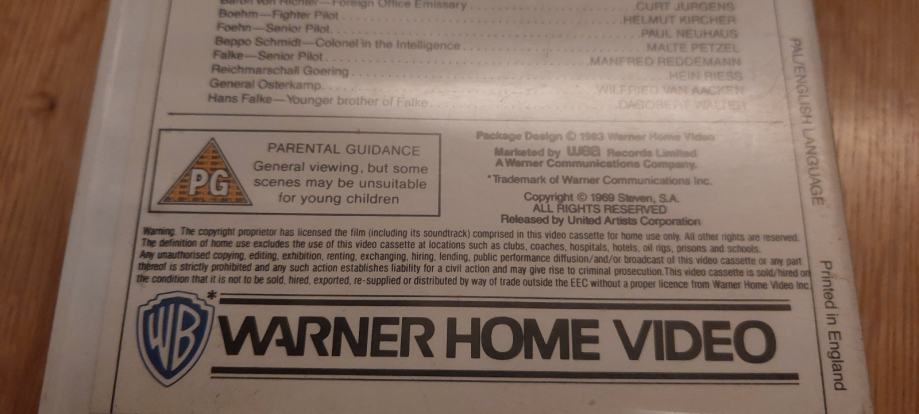 Baron von Richter—Foreign Office Emissary........CURT JURGENS
Boehm—Fighter Pilot........HELMUT KIRCHER
Foehn—Senior Pilot........PAUL NEUHAUS
Beppo Schmidt—Colonel in the Intelligence........MALTE PETZEL
Falke—Senior Pilot........MANFRED REDDEMANN
Reichmarschall Goering........HEIN RIESS
General Osterkamp........WILFRIED VAN AACKEN
Hans Falke—Younger brother of Falke........DAGOBERT WALTER
PG
PARENTAL GUIDANCE
General viewing, but some
scenes may be unsuitable
for young children
Package Design © 1983 Warner Home Video
Marketed by wea Records Limited
A Warner Communications Company.
*Trademark of Warner Communications Inc.
Copyright © 1969 Steven, S.A.
ALL RIGHTS RESERVED
Released by United Artists Corporation
Warning. The copyright proprietor has licensed the film (including its soundtrack) comprised in this video cassette for home use only. All other rights are reserved.
The definition of home use excludes the use of this video cassette at locations such as clubs, coaches, hospitals, hotels, oil rigs, prisons and schools.
Any unauthorised copying, editing, exhibition, renting, exchanging, hiring, lending, public performance diffusion/and/or broadcast of this video cassette or any part
thereof is strictly prohibited and any such action establishes liability for a civil action and may give rise to criminal prosecution.This video cassette is sold/hired on
the condition that it is not to be sold, hired, exported, re-supplied or distributed by way of trade outside the EEC without a proper licence from Warner Home Video Inc.
WB*
WARNER HOME VIDEO
PAL/ENGLISH LANGUAGE
Printed in England